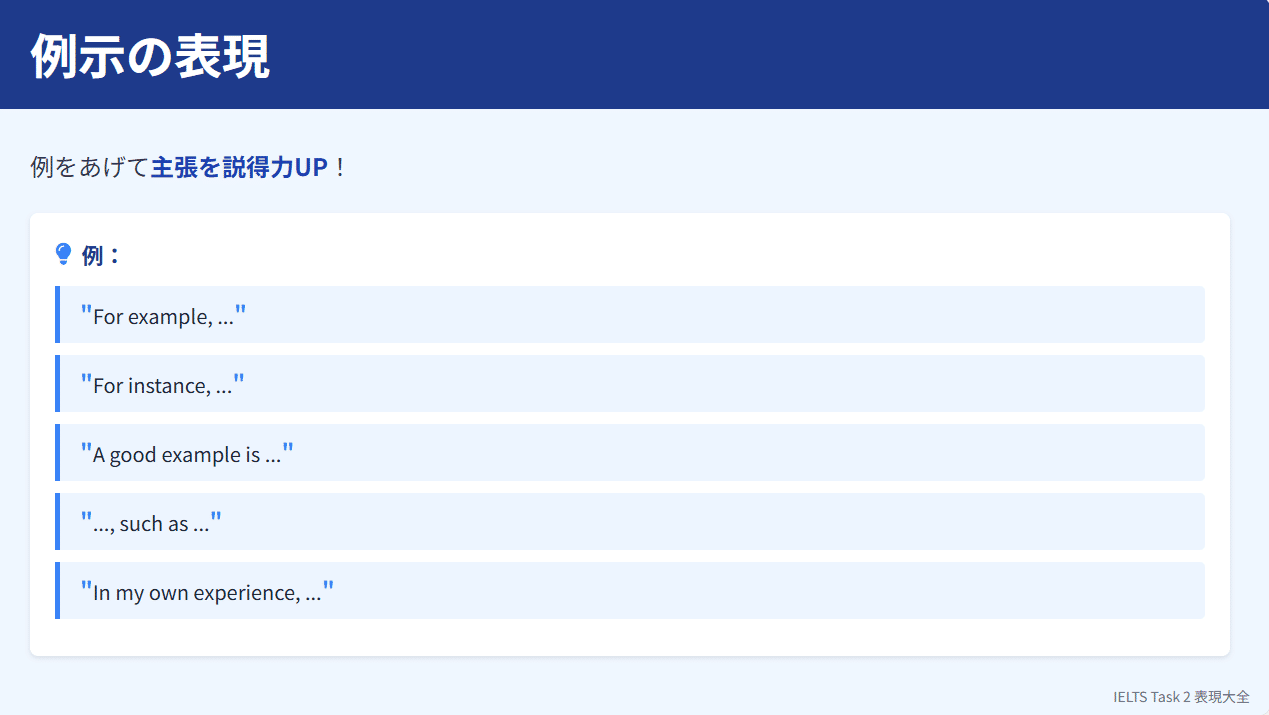 例示の表現
例をあげて主張を説得力UP！
例：
"For example, ..."
"For instance, ..."
"A good example is ..."
"..., such as ..."
"In my own experience, ..."
IELTS Task 2 表現大全